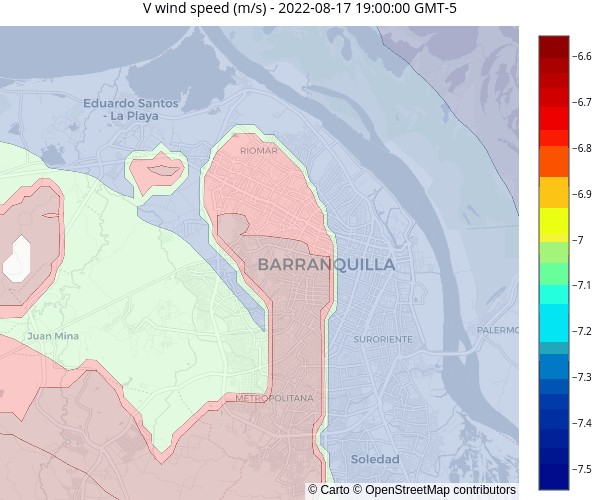 V wind speed (m/s) - 2022-08-17 19:00:00 GMT-5
Eduardo Santos
- La Playa
RIOMAR
BARRANQUILLA
Juan Mina
SURORIENTE
PALERMO
METROPOLITANA
Soledad
© Carto © OpenStreetMap contributors
−6.6
−6.7
−6.8
−6.9
−7
−7.1
−7.2
−7.3
−7.4
−7.5